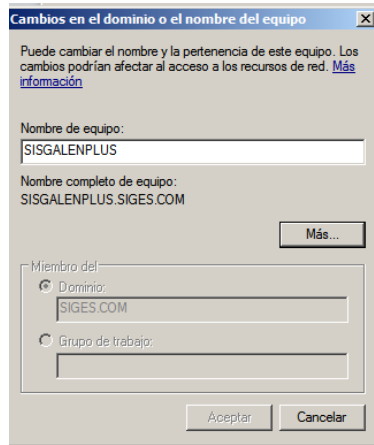 Cambios en el dominio o el nombre del equipo
Puede cambiar el nombre y la pertenencia de este equipo. Los
cambios podrían afectar al acceso a los recursos de red. Más
información
Nombre de equipo:
SISGALENPLUS
Nombre completo de equipo:
SISGALENPLUS.SIGES.COM
Más...
Miembro del
Dominio:
SIGES.COM
Grupo de trabajo:
Aceptar
Cancelar